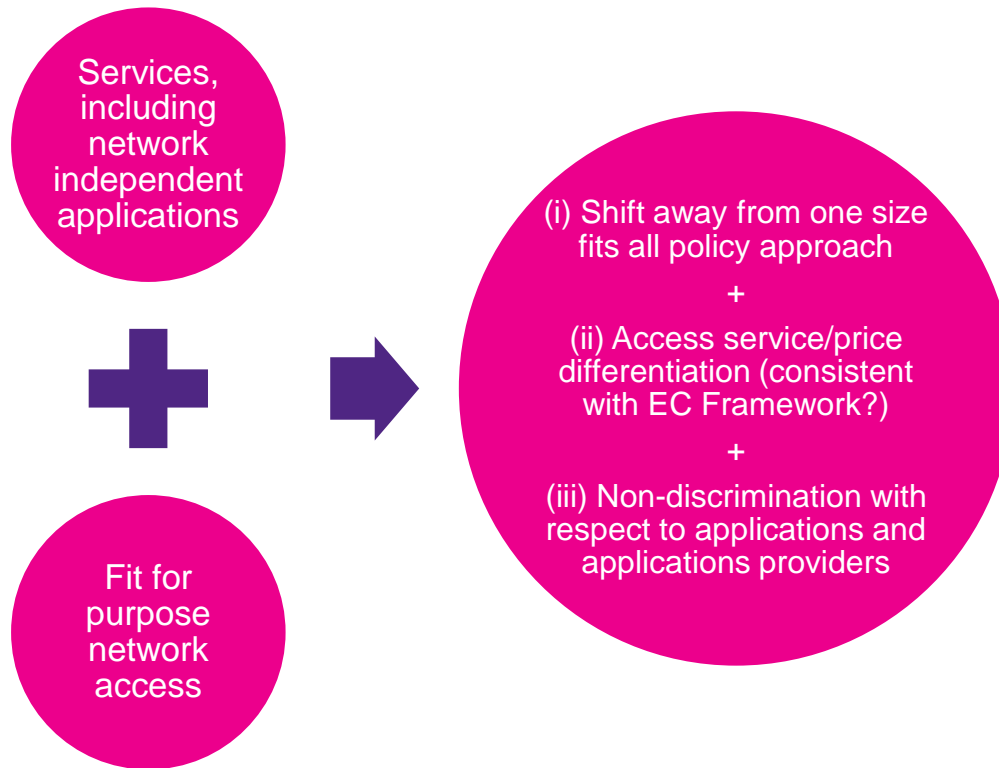 Services,
including
network
independent
applications
Fit for
purpose
network
access
(i) Shift away from one size
fits all policy approach
+
(ii) Access service/price
differentiation (consistent
with EC Framework?)
+
(iii) Non-discrimination with
respect to applications and
applications providers